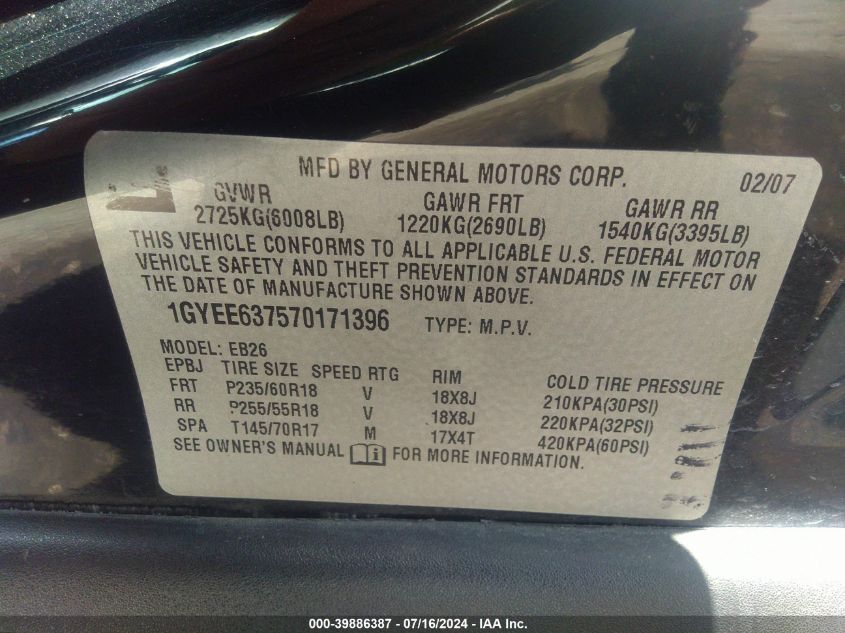 MFD BY GENERAL MOTORS CORP. 02/07
GVWR GAWR FRT GAWR RR
2725KG(6008LB) 1220KG(2690LB) 1540KG(3395LB)
THIS VEHICLE CONFORMS TO ALL APPLICABLE U.S. FEDERAL MOTOR
VEHICLE SAFETY AND THEFT PREVENTION STANDARDS IN EFFECT ON
THE DATE OF MANUFACTURE SHOWN ABOVE.
1GYEE637570171396 TYPE: M.P.V.
MODEL: EB26
EPBJ TIRE SIZE SPEED RTG RIM COLD TIRE PRESSURE
FRT P235/60R18 V 18X8J 210KPA(30PSI)
RR P255/55R18 V 18X8J 220KPA(32PSI)
SPA T145/70R17 M 17X4T 420KPA(60PSI)
SEE OWNER'S MANUAL FOR MORE INFORMATION.
000-39886387 - 07/16/2024 - IAA Inc.